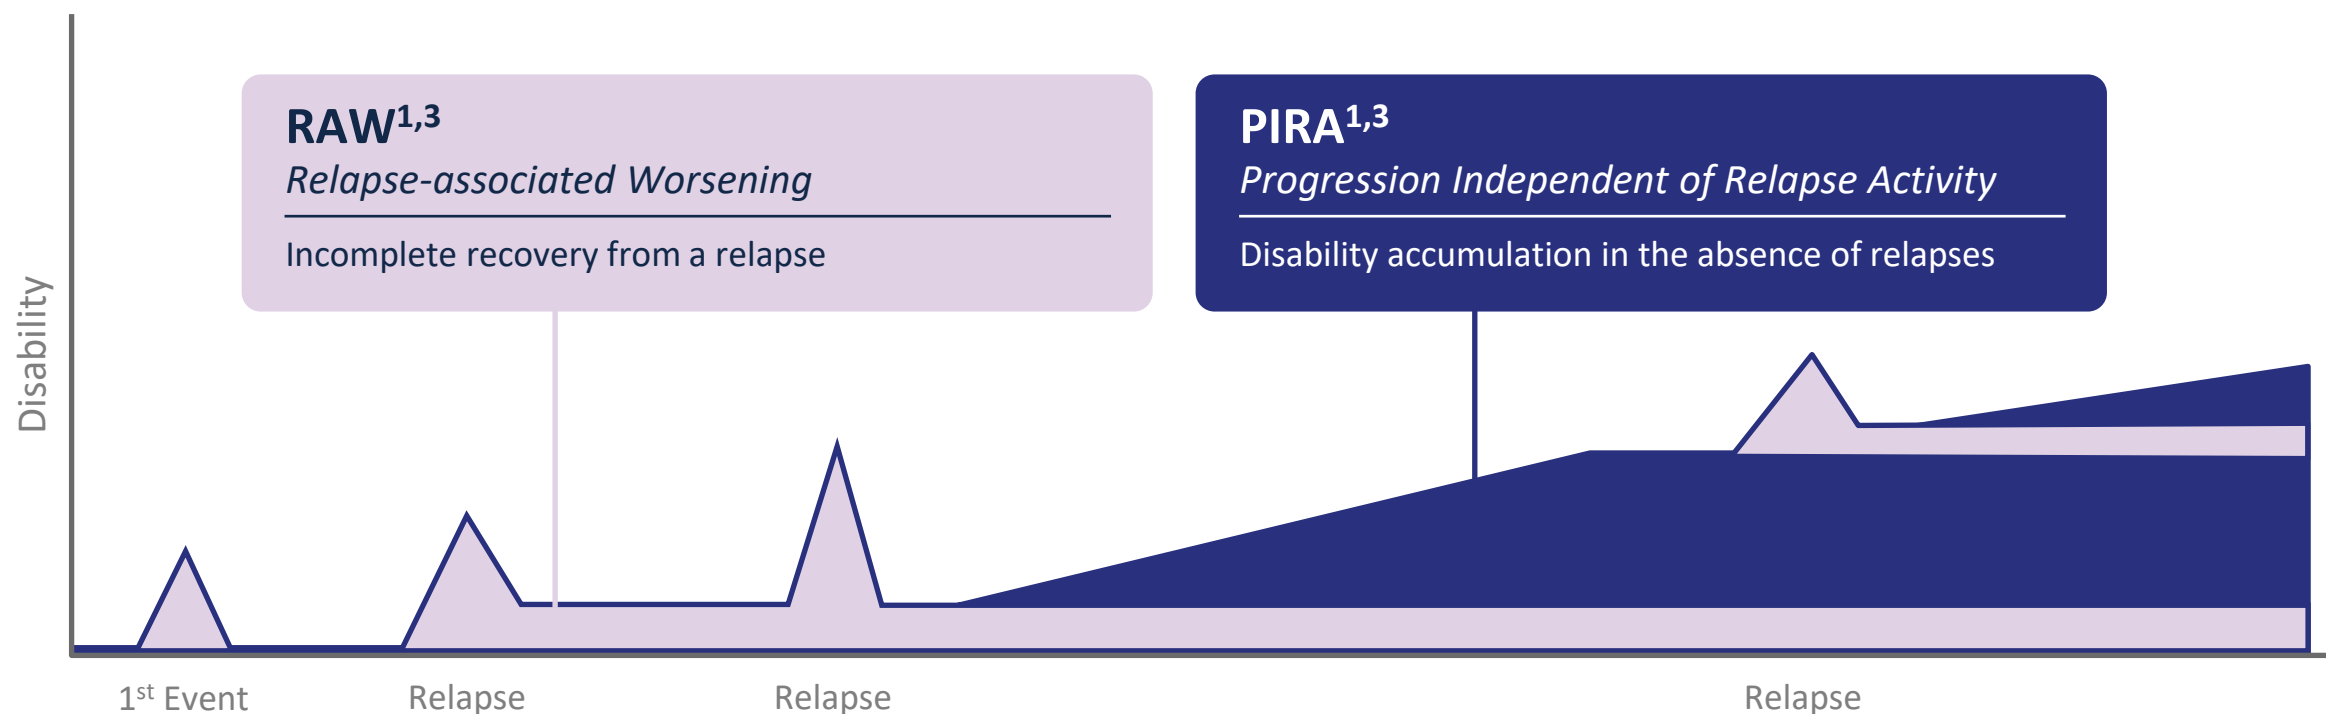 RAW1,3
Relapse-associated Worsening
Incomplete recovery from a relapse
PIRA1,3
Progression Independent of Relapse Activity
Disability accumulation in the absence of relapses
Disability
1st Event
Relapse
Relapse
Relapse